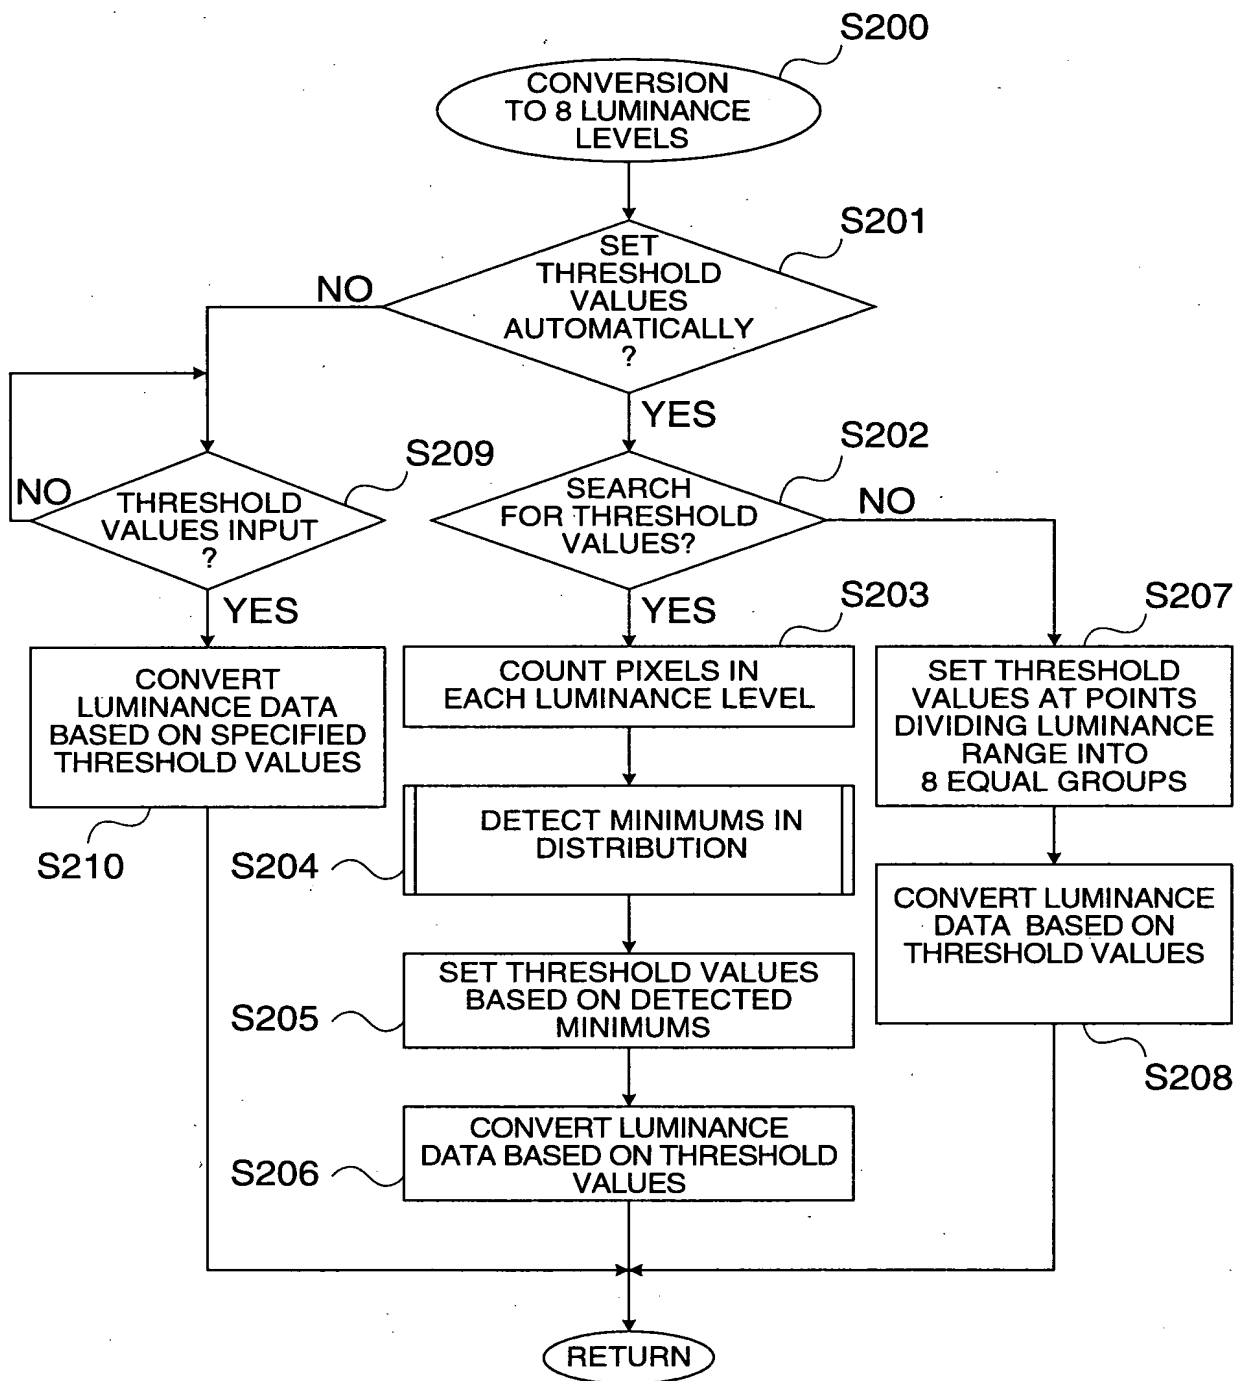 S200
CONVERSION
TO 8 LUMINANCE
LEVELS
S201
SET
THRESHOLD
VALUES
AUTOMATICALLY
?
NO
YES
S209
THRESHOLD
VALUES INPUT
?
NO
YES
S202
SEARCH
FOR THRESHOLD
VALUES?
NO
YES
CONVERT
LUMINANCE DATA
BASED ON SPECIFIED
THRESHOLD VALUES
S210
S203
COUNT PIXELS IN
EACH LUMINANCE LEVEL
S207
SET THRESHOLD
VALUES AT POINTS
DIVIDING LUMINANCE
RANGE INTO
8 EQUAL GROUPS
DETECT MINIMUMS IN
DISTRIBUTION
S204
CONVERT LUMINANCE
DATA BASED ON
THRESHOLD VALUES
S208
SET THRESHOLD VALUES
BASED ON DETECTED
MINIMUMS
S205
CONVERT LUMINANCE
DATA BASED ON THRESHOLD
VALUES
S206
RETURN